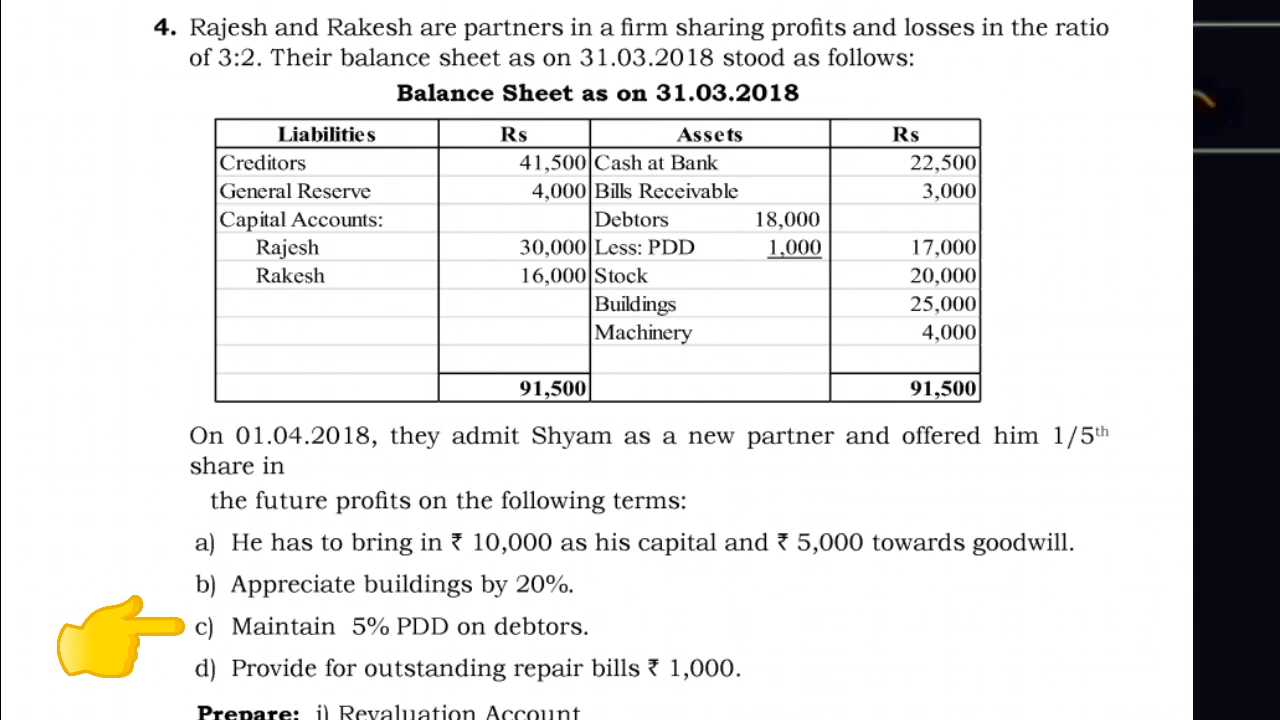 4. Rajesh and Rakesh are partners in a firm sharing profits and losses in the ratio
of 3:2. Their balance sheet as on 31.03.2018 stood as follows:
Balance Sheet as on 31.03.2018
Liabilities Rs Assets Rs
Creditors 41,500 Cash at Bank 22,500
General Reserve 4,000 Bills Receivable 3,000
Capital Accounts: Debtors 18,000
Rajesh 30,000 Less: PDD 1,000 17,000
Rakesh 16,000 Stock 20,000
Buildings 25,000
Machinery 4,000
91,500 91,500
On 01.04.2018, they admit Shyam as a new partner and offered him 1/5th
share in
the future profits on the following terms:
a) He has to bring in ₹ 10,000 as his capital and ₹ 5,000 towards goodwill.
b) Appreciate buildings by 20%.
c) Maintain 5% PDD on debtors.
d) Provide for outstanding repair bills ₹ 1,000.
Prepare: i) Revaluation Account